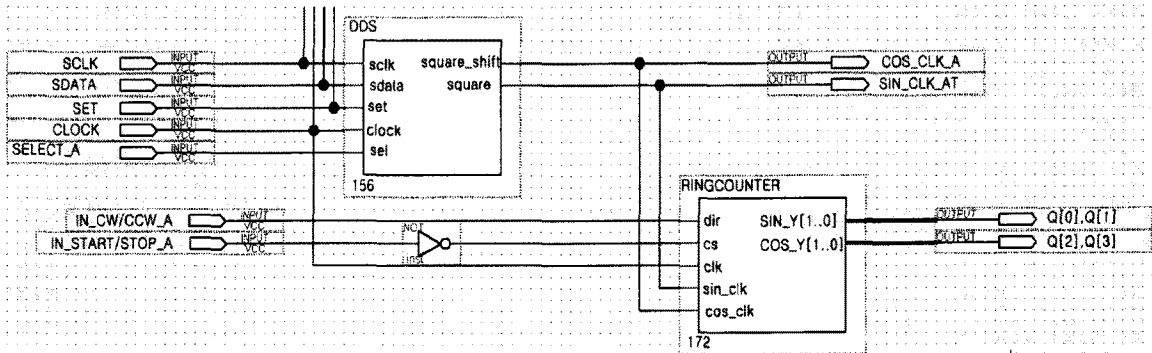 DDS
SCLK INPUT VCC sclk square_shift OUTPUT COS_CLK_A
SDATA INPUT VCC sdata square OUTPUT SIN_CLK_AT
SET INPUT VCC set
CLOCK INPUT VCC clock
SELECT_A INPUT VCC sel
156
RINGCOUNTER
IN_CW/CCW_A INPUT VCC dir SIN_Y[1..0] OUTPUT Q[0],Q[1]
IN_START/STOP_A INPUT VCC NOT cs COS_Y[1..0] OUTPUT Q[2],Q[3]
clk
sin_clk
cos_clk
172